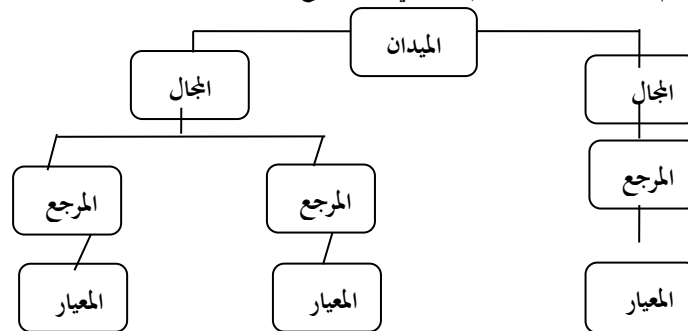 الميدان
المجال
المجال
المرجع
المرجع
المرجع
المعيار
المعيار
المعيار